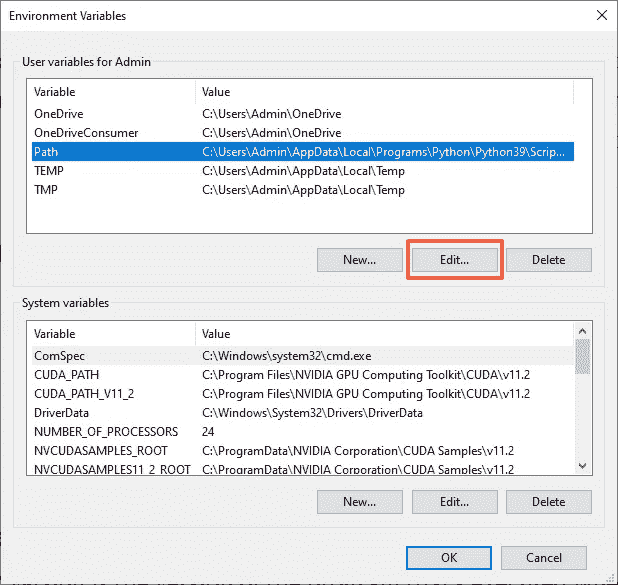 Environment Variables
User variables for Admin
Variable Value
OneDrive C:\Users\Admin\OneDrive
OneDriveConsumer C:\Users\Admin\OneDrive
Path C:\Users\Admin\AppData\Local\Programs\Python\Python39\Scrip...
TEMP C:\Users\Admin\AppData\Local\Temp
TMP C:\Users\Admin\AppData\Local\Temp
New... Edit... Delete
System variables
Variable Value
ComSpec C:\Windows\system32\cmd.exe
CUDA_PATH C:\Program Files\NVIDIA GPU Computing Toolkit\CUDA\v11.2
CUDA_PATH_V11_2 C:\Program Files\NVIDIA GPU Computing Toolkit\CUDA\v11.2
DriverData C:\Windows\System32\Drivers\DriverData
NUMBER_OF_PROCESSORS 24
NVCUDASAMPLES_ROOT C:\ProgramData\NVIDIA Corporation\CUDA Samples\v11.2
NVCUDASAMPLES11_2_ROOT C:\ProgramData\NVIDIA Corporation\CUDA Samples\v11.2
New... Edit... Delete
OK Cancel